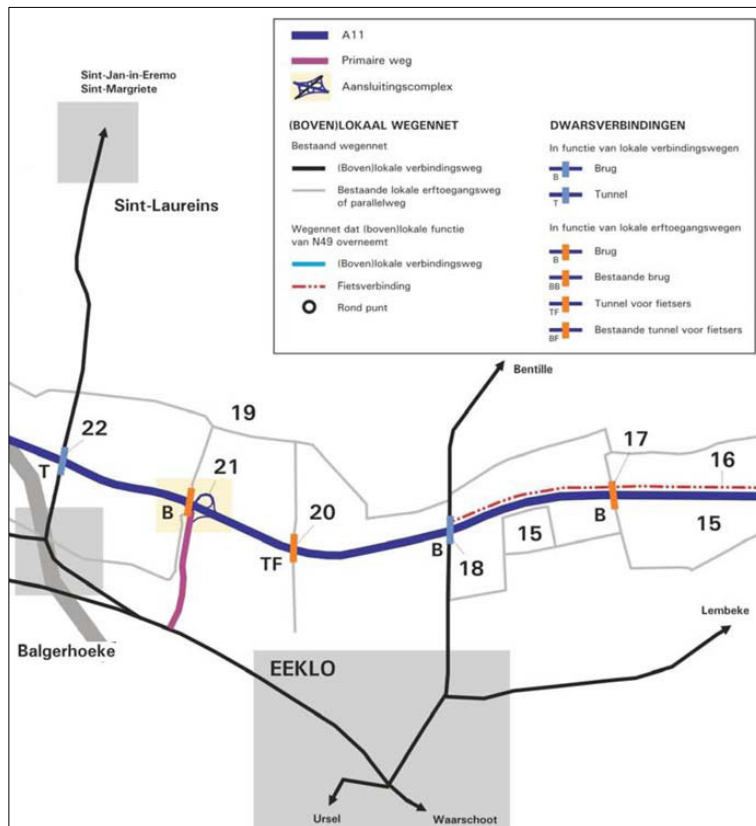 A11
Primaire weg
Aansluitingscomplex
(BOVEN)LOKAAL WEGENNET
Bestaand wegennet
(Boven)lokale verbindingsweg
Bestaande lokale erftoegangsweg
of parallelweg
Wegennet dat (boven)lokale functie
van N49 overneemt
(Boven)lokale verbindingsweg
Fietsverbinding
Rond punt
DWARSVERBINDINGEN
In functie van lokale verbindingswegen
B
Brug
T
Tunnel
In functie van lokale erftoegangswegen
B
Brug
BB
Bestaande brug
TF
Tunnel voor fietsers
BF
Bestaande tunnel voor fietsers
Sint-Jan-in-Eremo
Sint-Margriete
Sint-Laureins
Bentille
22
19
T
21
17
16
B
20
15
15
TF
B
18
B
Balgerhoeke
Lembeke
EEKLO
Ursel
Waarschoot